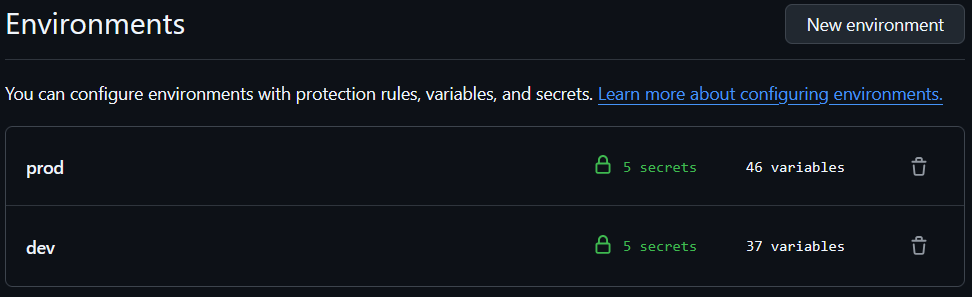 Environments
New environment
You can configure environments with protection rules, variables, and secrets. Learn more about configuring environments.
prod 5 secrets 46 variables
dev 5 secrets 37 variables